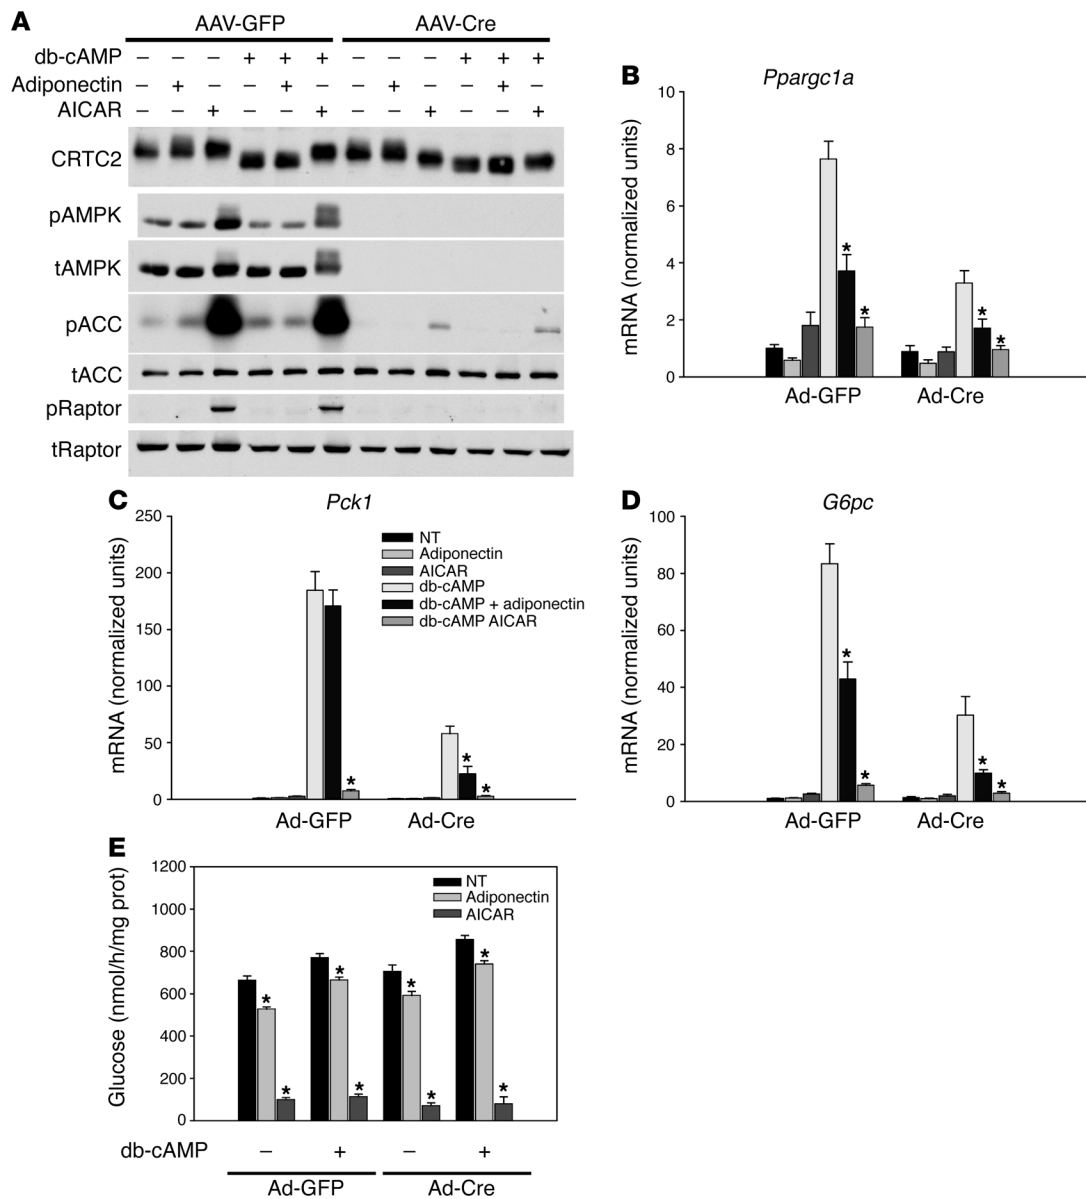 A
AAV-GFP AAV-Cre
db-cAMP – – – + + + – – – + + +
Adiponectin – + – – + – – + – – + –
AICAR – – + – – + – – + – – +
CRTC2
pAMPK
tAMPK
pACC
tACC
pRaptor
tRaptor
B
Ppargc1a
mRNA (normalized units)
10
8
6
4
2
0
* * * *
Ad-GFP Ad-Cre
C
Pck1
mRNA (normalized units)
250
200
150
100
50
0
NT
Adiponectin
AICAR
db-cAMP
db-cAMP + adiponectin
db-cAMP AICAR
* * *
Ad-GFP Ad-Cre
D
G6pc
mRNA (normalized units)
100
80
60
40
20
0
* * * *
Ad-GFP Ad-Cre
E
Glucose (nmol/h/mg prot)
1200
1000
800
600
400
200
0
NT
Adiponectin
AICAR
* * * * * * * *
db-cAMP – + – +
Ad-GFP Ad-Cre